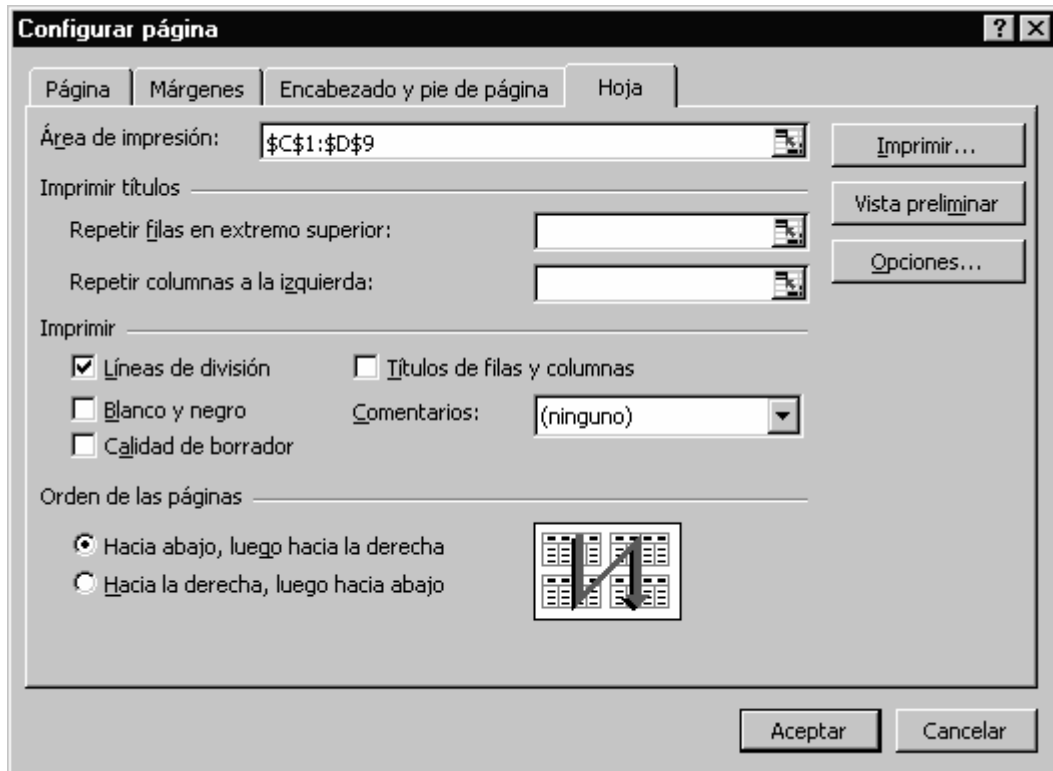 Configurar página
Página Márgenes Encabezado y pie de página Hoja
Área de impresión: $C$1:$D$9 Imprimir...
Imprimir títulos Vista preliminar
Repetir filas en extremo superior:
Opciones...
Repetir columnas a la izquierda:
Imprimir
Líneas de división Títulos de filas y columnas
Blanco y negro Comentarios: (ninguno)
Calidad de borrador
Orden de las páginas
Hacia abajo, luego hacia la derecha
Hacia la derecha, luego hacia abajo
Aceptar Cancelar